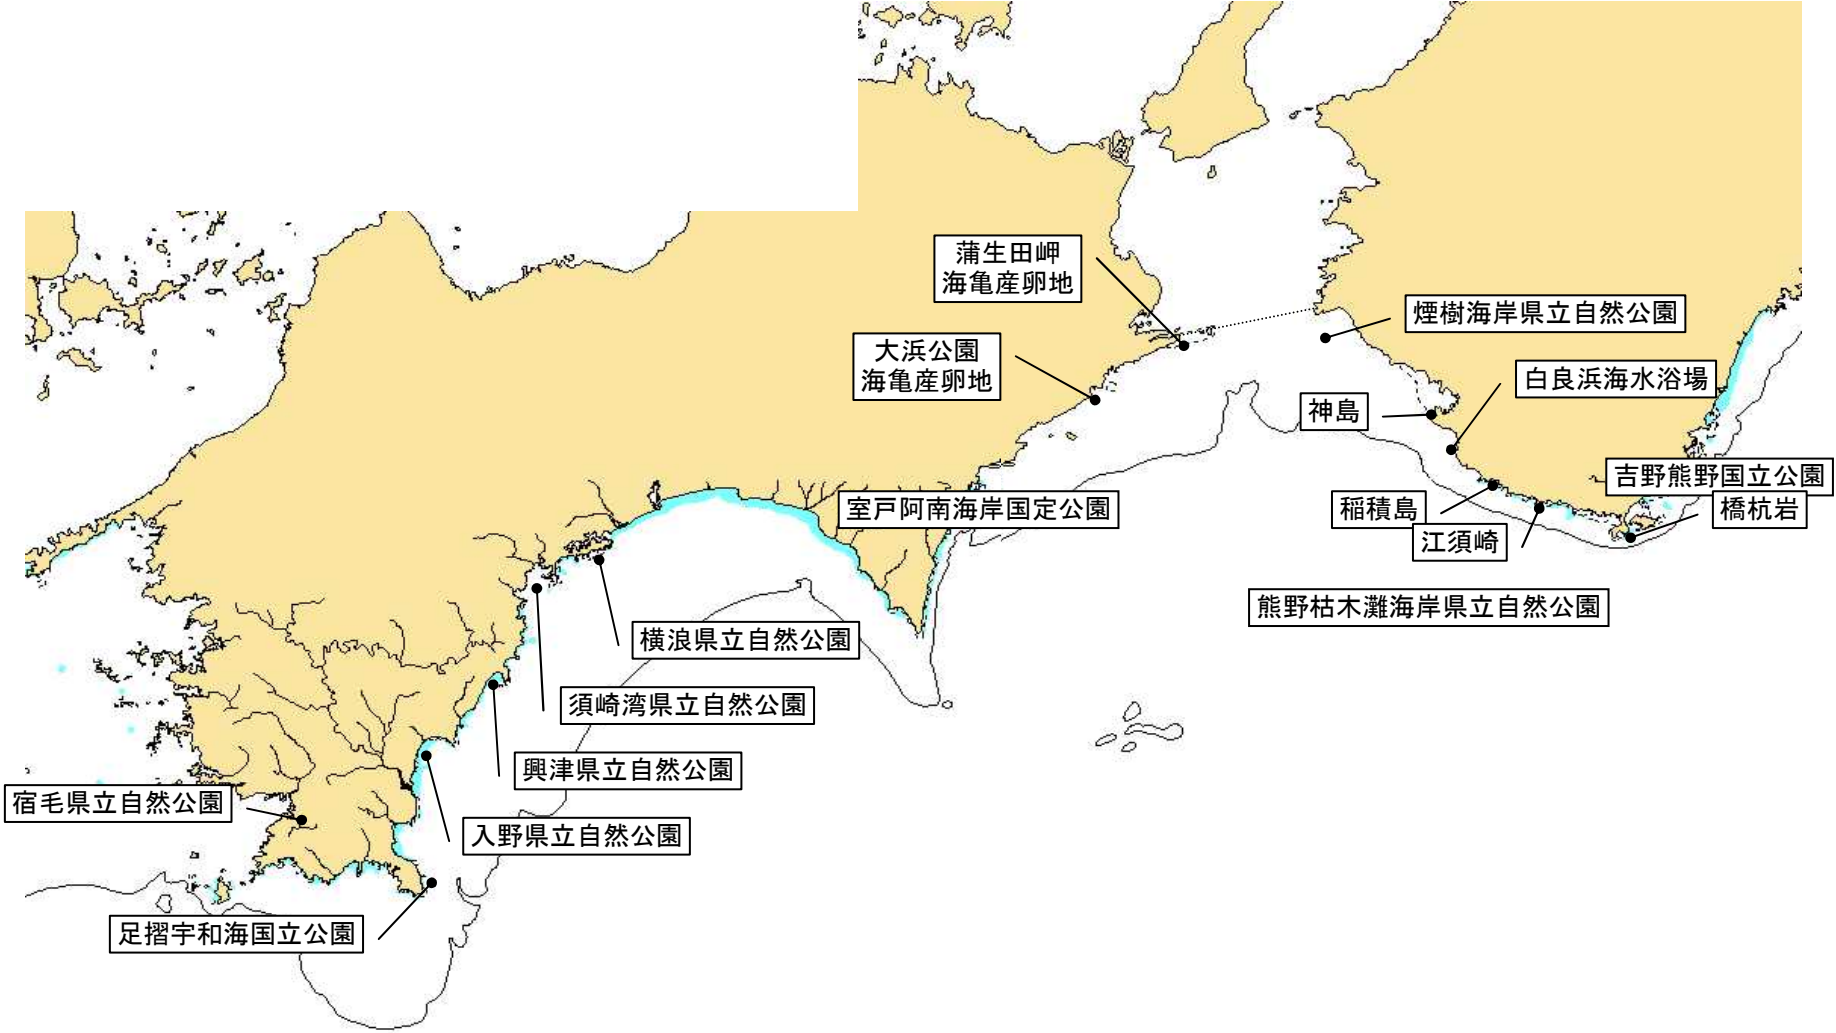 蒲生田岬
海亀産卵地
大浜公園
海亀産卵地
煙樹海岸県立自然公園
白良浜海水浴場
神島
吉野熊野国立公園
室戸阿南海岸国定公園
稲積島
橋杭岩
江須崎
熊野枯木灘海岸県立自然公園
横浪県立自然公園
須崎湾県立自然公園
興津県立自然公園
宿毛県立自然公園
入野県立自然公園
足摺宇和海国立公園